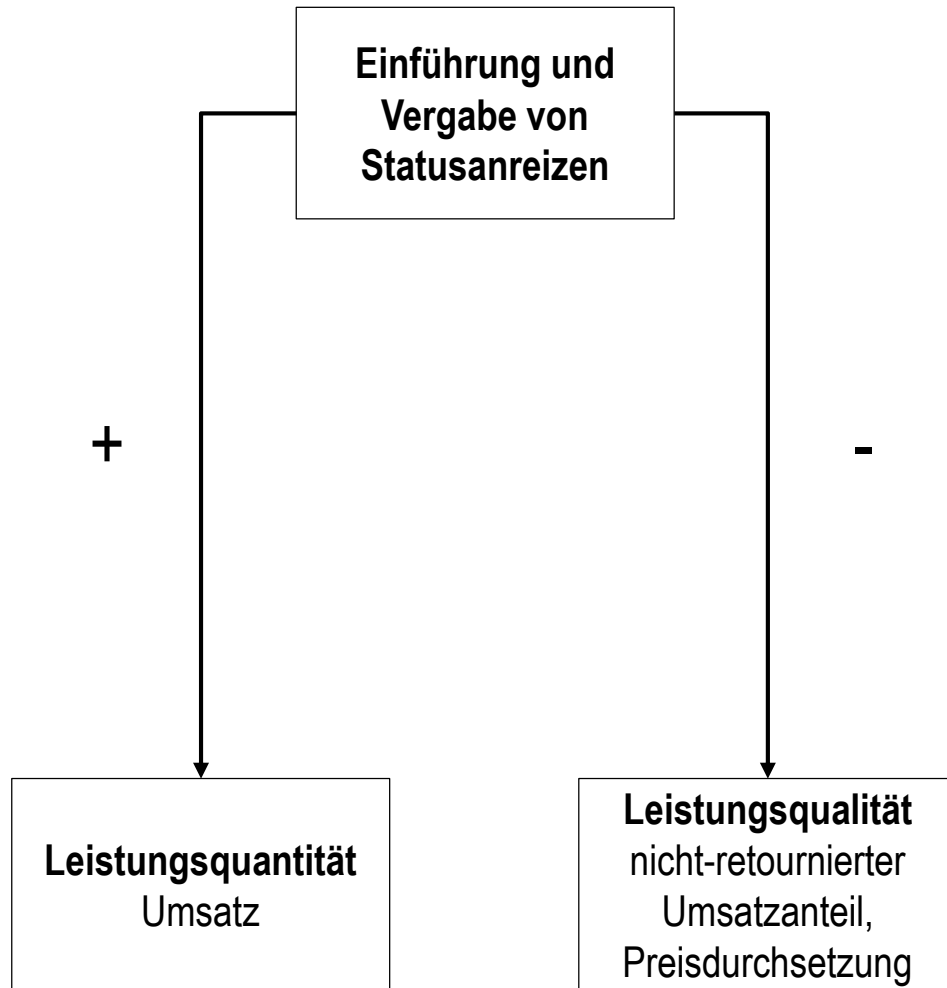 Einführung und
Vergabe von
Statusanreizen
+
-
Leistungsquantität
Umsatz
Leistungsqualität
nicht-retournierter
Umsatzanteil,
Preisdurchsetzung